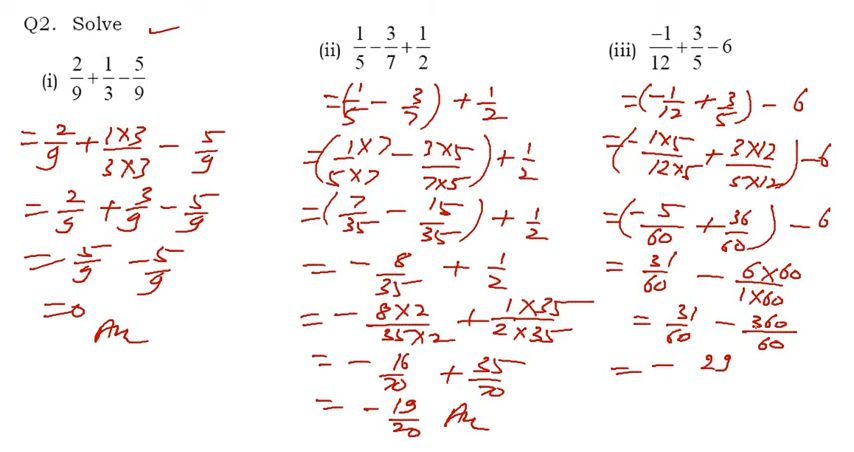 Q2. Solve
(i) 2/9 + 1/3 − 5/9
= 2/9 + 1×3/3×3 − 5/9
= 2/9 + 3/9 − 5/9
= 5/9 − 5/9
= 0
Ans
(ii) 1/5 − 3/7 + 1/2
= (1/5 − 3/7) + 1/2
= (1×7/5×7 − 3×5/7×5) + 1/2
= (7/35 − 15/35) + 1/2
= − 8/35 + 1/2
= − 8×2/35×2 + 1×35/2×35
= − 16/70 + 35/70
= − 19/20 Ans
(iii) −1/12 + 3/5 − 6
= (−1/12 + 3/5) − 6
= (−1×5/12×5 + 3×12/5×12) − 6
= (−5/60 + 36/60) − 6
= 31/60 − 6×60/1×60
= 31/60 − 360/60
= − 29